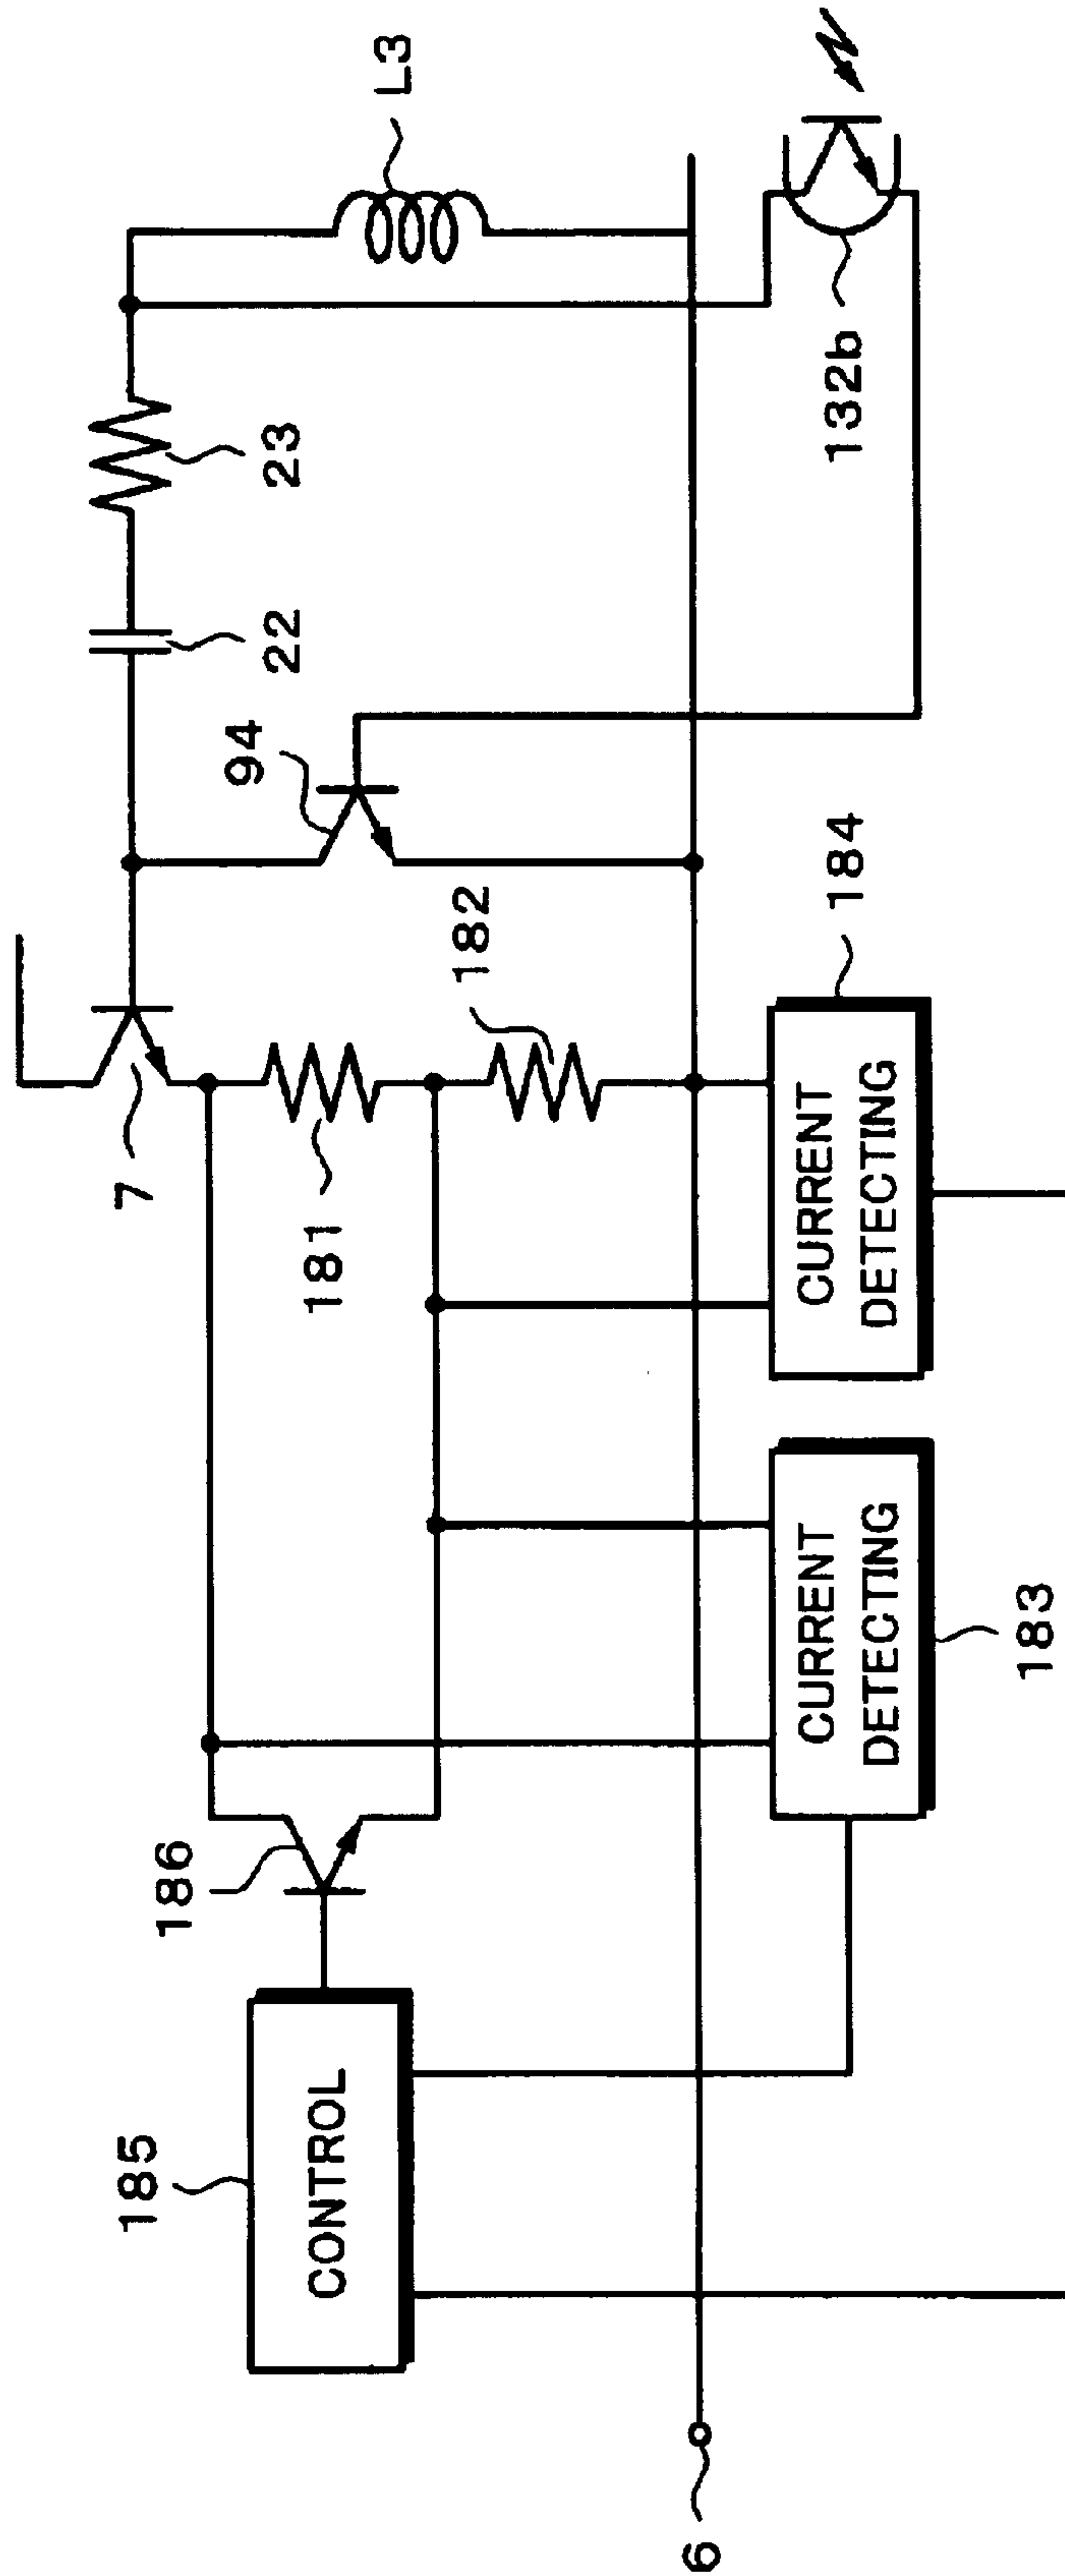 L3
23
22
94
132b
7
181
182
184
CURRENT
DETECTING
CURRENT
DETECTING
183
186
185
CONTROL
6